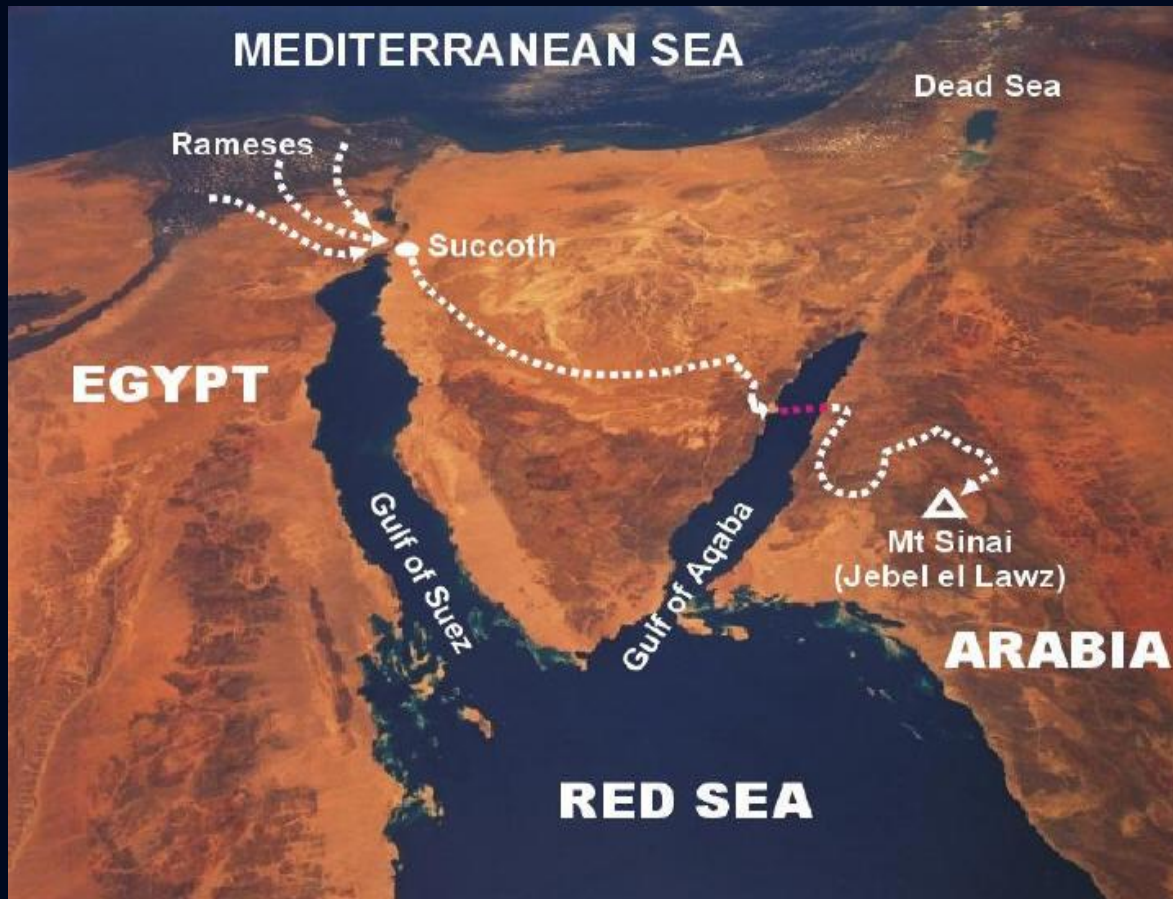 MEDITERRANEAN SEA
Dead Sea
Rameses
Succoth
EGYPT
Gulf of Suez
Gulf of Aqaba
Mt Sinai
(Jebel el Lawz)
ARABIA
RED SEA